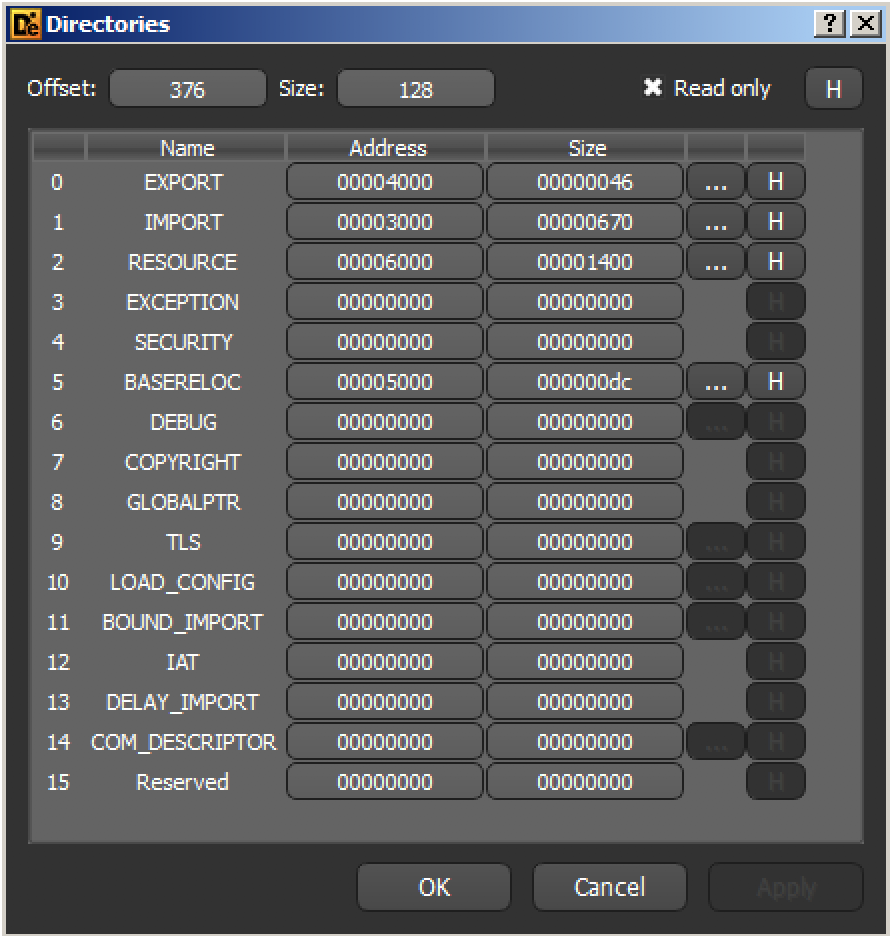 De Directories ? X
Offset: 376 Size: 128 Read only H
Name Address Size
0 EXPORT 00004000 00000046 ... H
1 IMPORT 00003000 00000670 ... H
2 RESOURCE 00006000 00001400 ... H
3 EXCEPTION 00000000 00000000 H
4 SECURITY 00000000 00000000 H
5 BASERELOC 00005000 000000dc ... H
6 DEBUG 00000000 00000000 ... H
7 COPYRIGHT 00000000 00000000 H
8 GLOBALPTR 00000000 00000000 H
9 TLS 00000000 00000000 ... H
10 LOAD_CONFIG 00000000 00000000 ... H
11 BOUND_IMPORT 00000000 00000000 ... H
12 IAT 00000000 00000000 H
13 DELAY_IMPORT 00000000 00000000 H
14 COM_DESCRIPTOR 00000000 00000000 ... H
15 Reserved 00000000 00000000 H
OK Cancel Apply